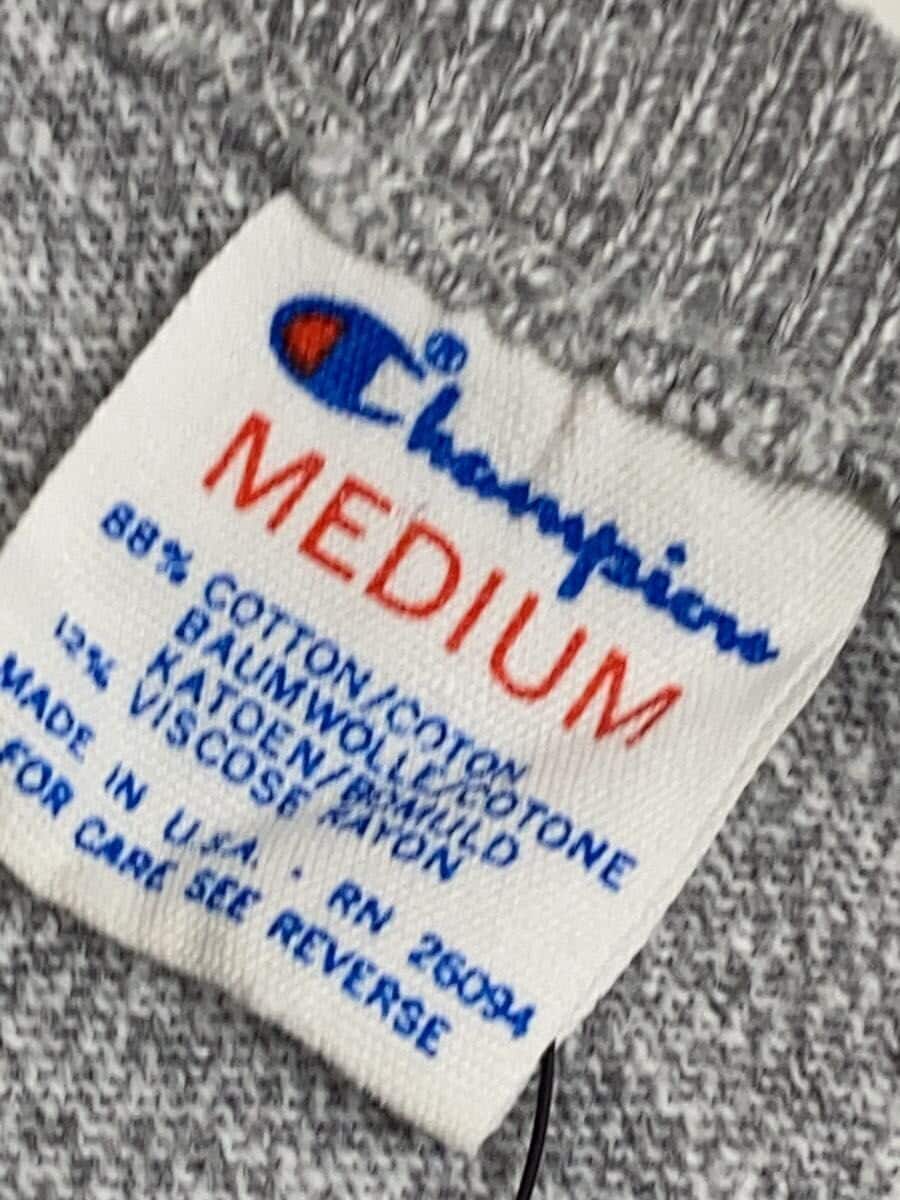 Champion®
MEDIUM
88% COTTON/COTON
BAUMWOLLE/COTONE
KATOEN/BOMULD
12% VISCOSE RAYON
MADE IN U.S.A. · RN 26094
FOR CARE SEE REVERSE